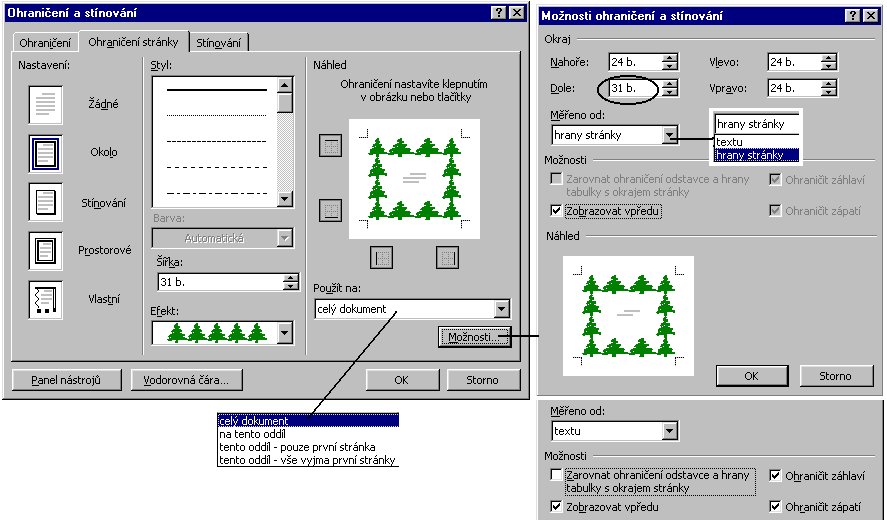 Ohraničení a stínování
Ohraničení
Ohraničení stránky
Stínování
Nastavení:
Žádné
Okolo
Stínování
Prostorové
Vlastní
Styl:
Barva:
Automatická
Šířka:
31 b.
Efekt:
Náhled
Ohraničení nastavíte klepnutím
v obrázku nebo tlačítky
Použít na:
celý dokument
Možnosti...
Panel nástrojů
Vodorovná čára...
OK
Storno
celý dokument
na tento oddíl
tento oddíl - pouze první stránka
tento oddíl - vše vyjma první stránky
Možnosti ohraničení a stínování
Okraj
Nahoře:
24 b.
Vlevo:
24 b.
Dole:
31 b.
Vpravo:
24 b.
Měřeno od:
hrany stránky
hrany stránky
textu
hrany stránky
Možnosti
Zarovnat ohraničení odstavce a hrany
tabulky s okrajem stránky
Ohraničit záhlaví
Zobrazovat vpředu
Ohraničit zápatí
Náhled
OK
Storno
Měřeno od:
textu
Možnosti
Zarovnat ohraničení odstavce a hrany
tabulky s okrajem stránky
Ohraničit záhlaví
Zobrazovat vpředu
Ohraničit zápatí